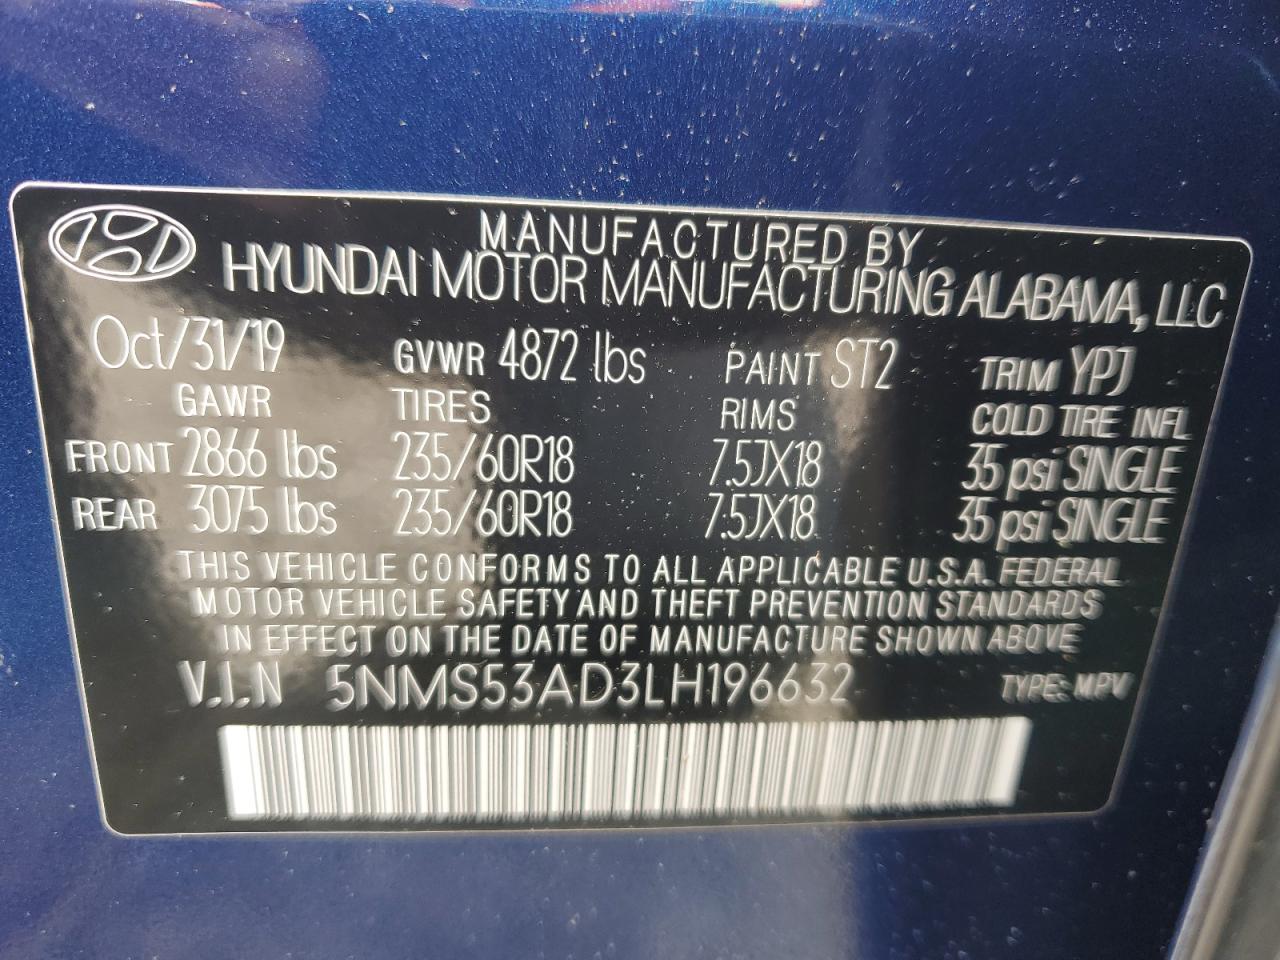 MANUFACTURED BY
HYUNDAI MOTOR MANUFACTURING ALABAMA, LLC
Oct/31/19 GVWR 4872 lbs PAINT ST2 TRIM YPJ
GAWR TIRES RIMS COLD TIRE INFL
FRONT 2866 lbs 235/60R18 7.5JX18 35 psi SINGLE
REAR 3075 lbs 235/60R18 7.5JX18 35 psi SINGLE
THIS VEHICLE CONFORMS TO ALL APPLICABLE U.S.A. FEDERAL
MOTOR VEHICLE SAFETY AND THEFT PREVENTION STANDARDS
IN EFFECT ON THE DATE OF MANUFACTURE SHOWN ABOVE
V.I.N 5NMS53AD3LH196632 TYPE: MPV